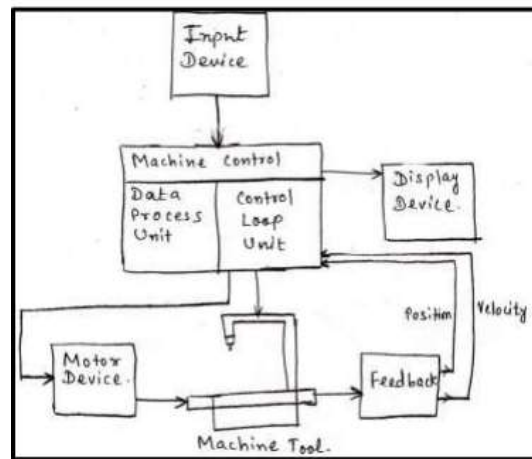 Input
Device
Machine Control
Data
Process
Unit
Control
Loop
Unit
Display
Device.
Position
Velocity
Motor
Device.
Feedback
Machine Tool.